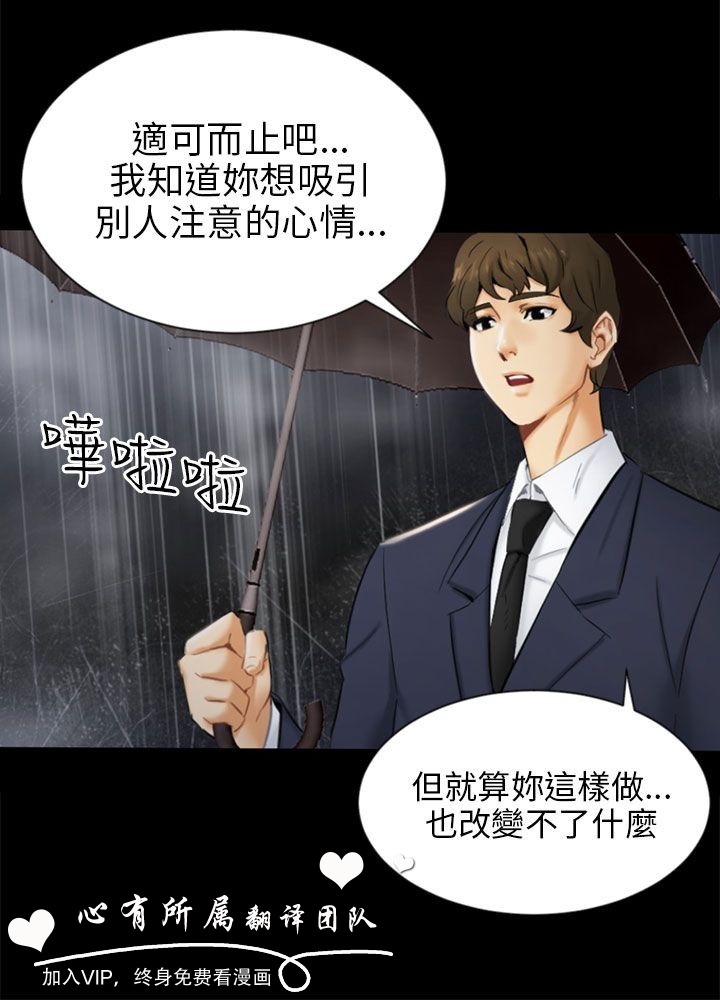 適可而止吧...
我知道妳想吸引
別人注意的心情...
嘩啦啦
但就算妳這樣做...
也改變不了什麼
心有所属翻译团队
加入VIP，终身免费看漫画